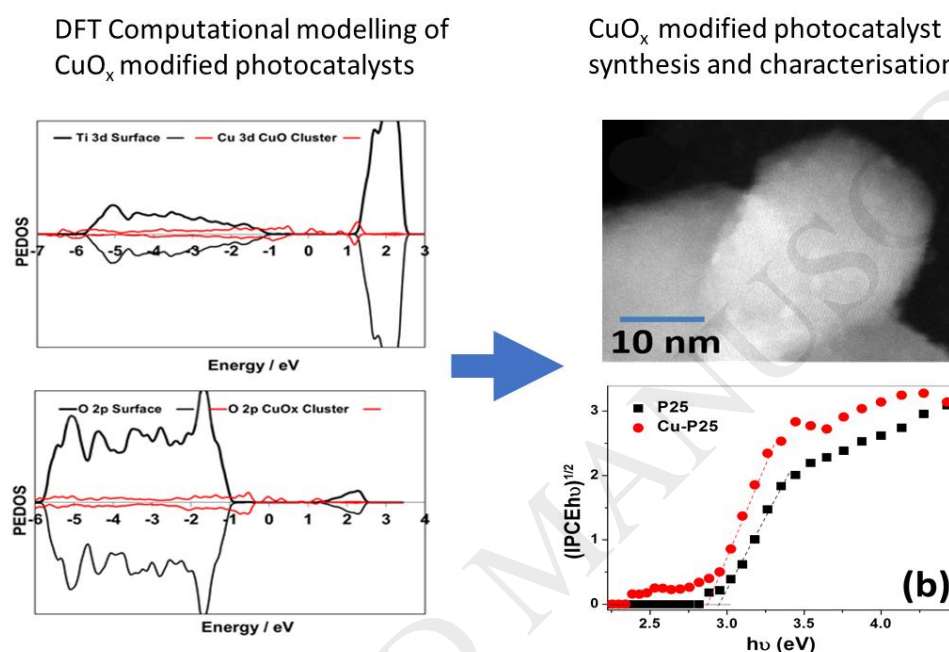 DFT Computational modelling of
CuOₓ modified photocatalysts
CuOₓ modified photocatalyst
synthesis and characterisation
Ti 3d Surface
Cu 3d CuO Cluster
PEDOS
-7 -6 -5 -4 -3 -2 -1 0 1 2 3
Energy / eV
O 2p Surface
O 2p CuOx Cluster
PEDOS
-6 -5 -4 -3 -2 -1 0 1 2 3 4
Energy / eV
10 nm
P25
Cu-P25
(IPCEhυ)¹/²
3
2
1
0
(b)
2.5 3.0 3.5 4.0
hυ (eV)